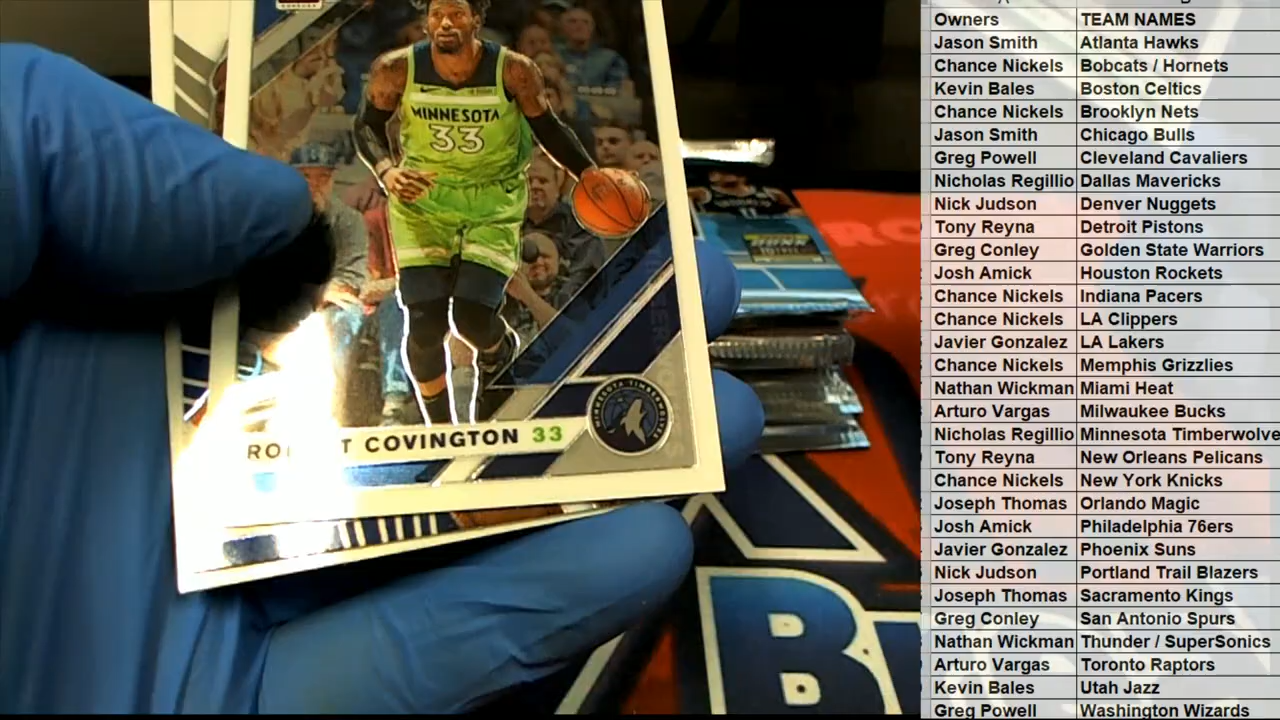 MINNESOTA
33
COVINGTON 33
MINNESOTA TIMBERWOLVES
11
Owners TEAM NAMES
Jason Smith Atlanta Hawks
Chance Nickels Bobcats / Hornets
Kevin Bales Boston Celtics
Chance Nickels Brooklyn Nets
Jason Smith Chicago Bulls
Greg Powell Cleveland Cavaliers
Nicholas Regillio Dallas Mavericks
Nick Judson Denver Nuggets
Tony Reyna Detroit Pistons
Greg Conley Golden State Warriors
Josh Amick Houston Rockets
Chance Nickels Indiana Pacers
Chance Nickels LA Clippers
Javier Gonzalez LA Lakers
Chance Nickels Memphis Grizzlies
Nathan Wickman Miami Heat
Arturo Vargas Milwaukee Bucks
Nicholas Regillio Minnesota Timberwolve
Tony Reyna New Orleans Pelicans
Chance Nickels New York Knicks
Joseph Thomas Orlando Magic
Josh Amick Philadelphia 76ers
Javier Gonzalez Phoenix Suns
Nick Judson Portland Trail Blazers
Joseph Thomas Sacramento Kings
Greg Conley San Antonio Spurs
Nathan Wickman Thunder / SuperSonics
Arturo Vargas Toronto Raptors
Kevin Bales Utah Jazz
Greg Powell Washington Wizards